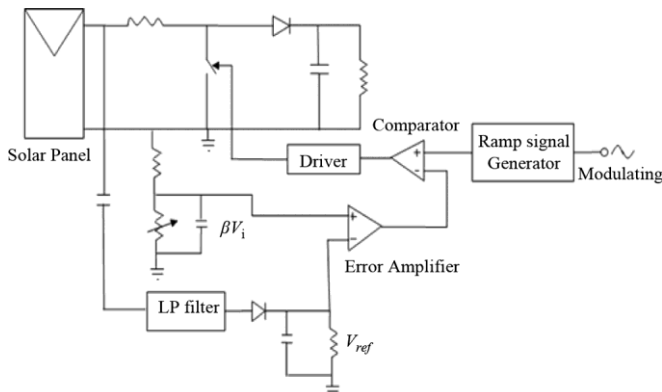 Solar Panel
Comparator
Driver
Ramp signal
Generator
Modulating
βVi
Error Amplifier
LP filter
Vref
+
-
+
-